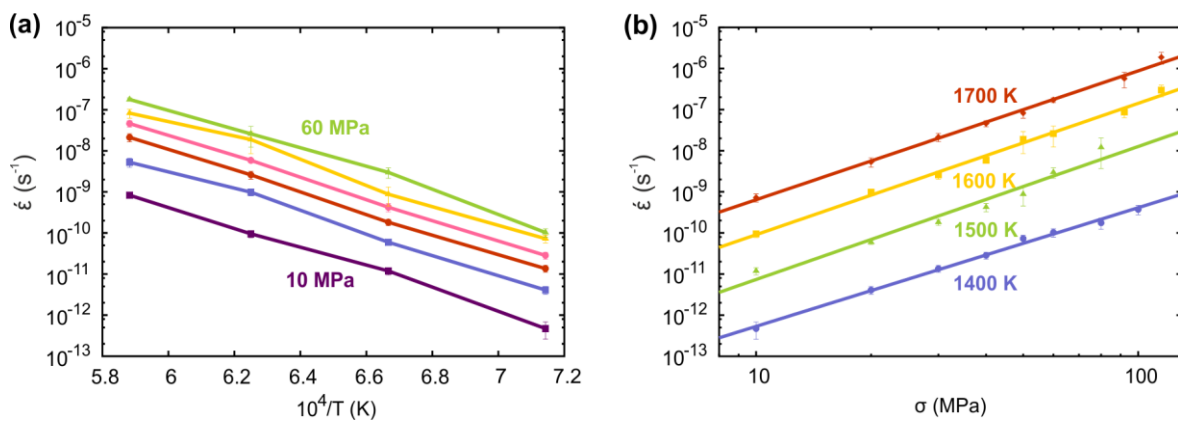 (a)
10⁻⁵
10⁻⁶
10⁻⁷
10⁻⁸
10⁻⁹
10⁻¹⁰
10⁻¹¹
10⁻¹²
10⁻¹³
έ (s⁻¹)
60 MPa
10 MPa
5.8 6 6.2 6.4 6.6 6.8 7 7.2
10⁴/T (K)
(b)
10⁻⁵
10⁻⁶
10⁻⁷
10⁻⁸
10⁻⁹
10⁻¹⁰
10⁻¹¹
10⁻¹²
10⁻¹³
έ (s⁻¹)
1700 K
1600 K
1500 K
1400 K
10 100
σ (MPa)